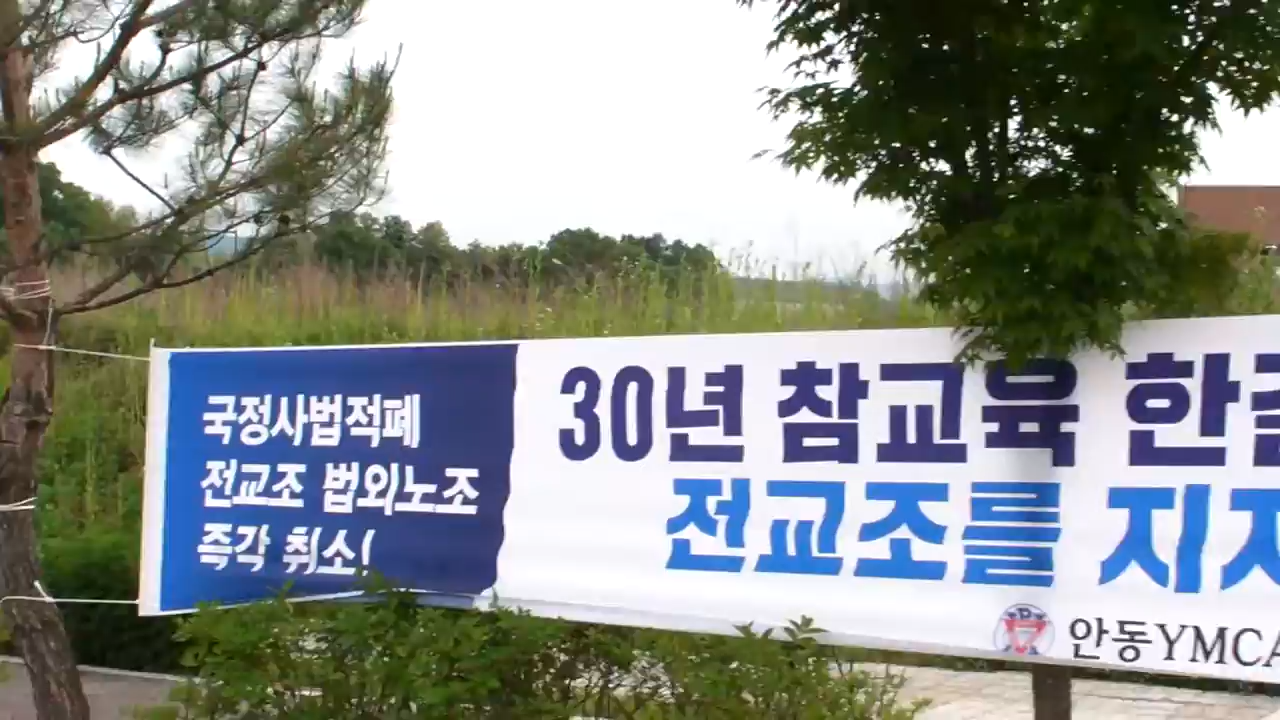 국정사법적폐
전교조 법외노조
즉각 취소!
30년 참교육 한결
전교조를 지지
안동YMCA